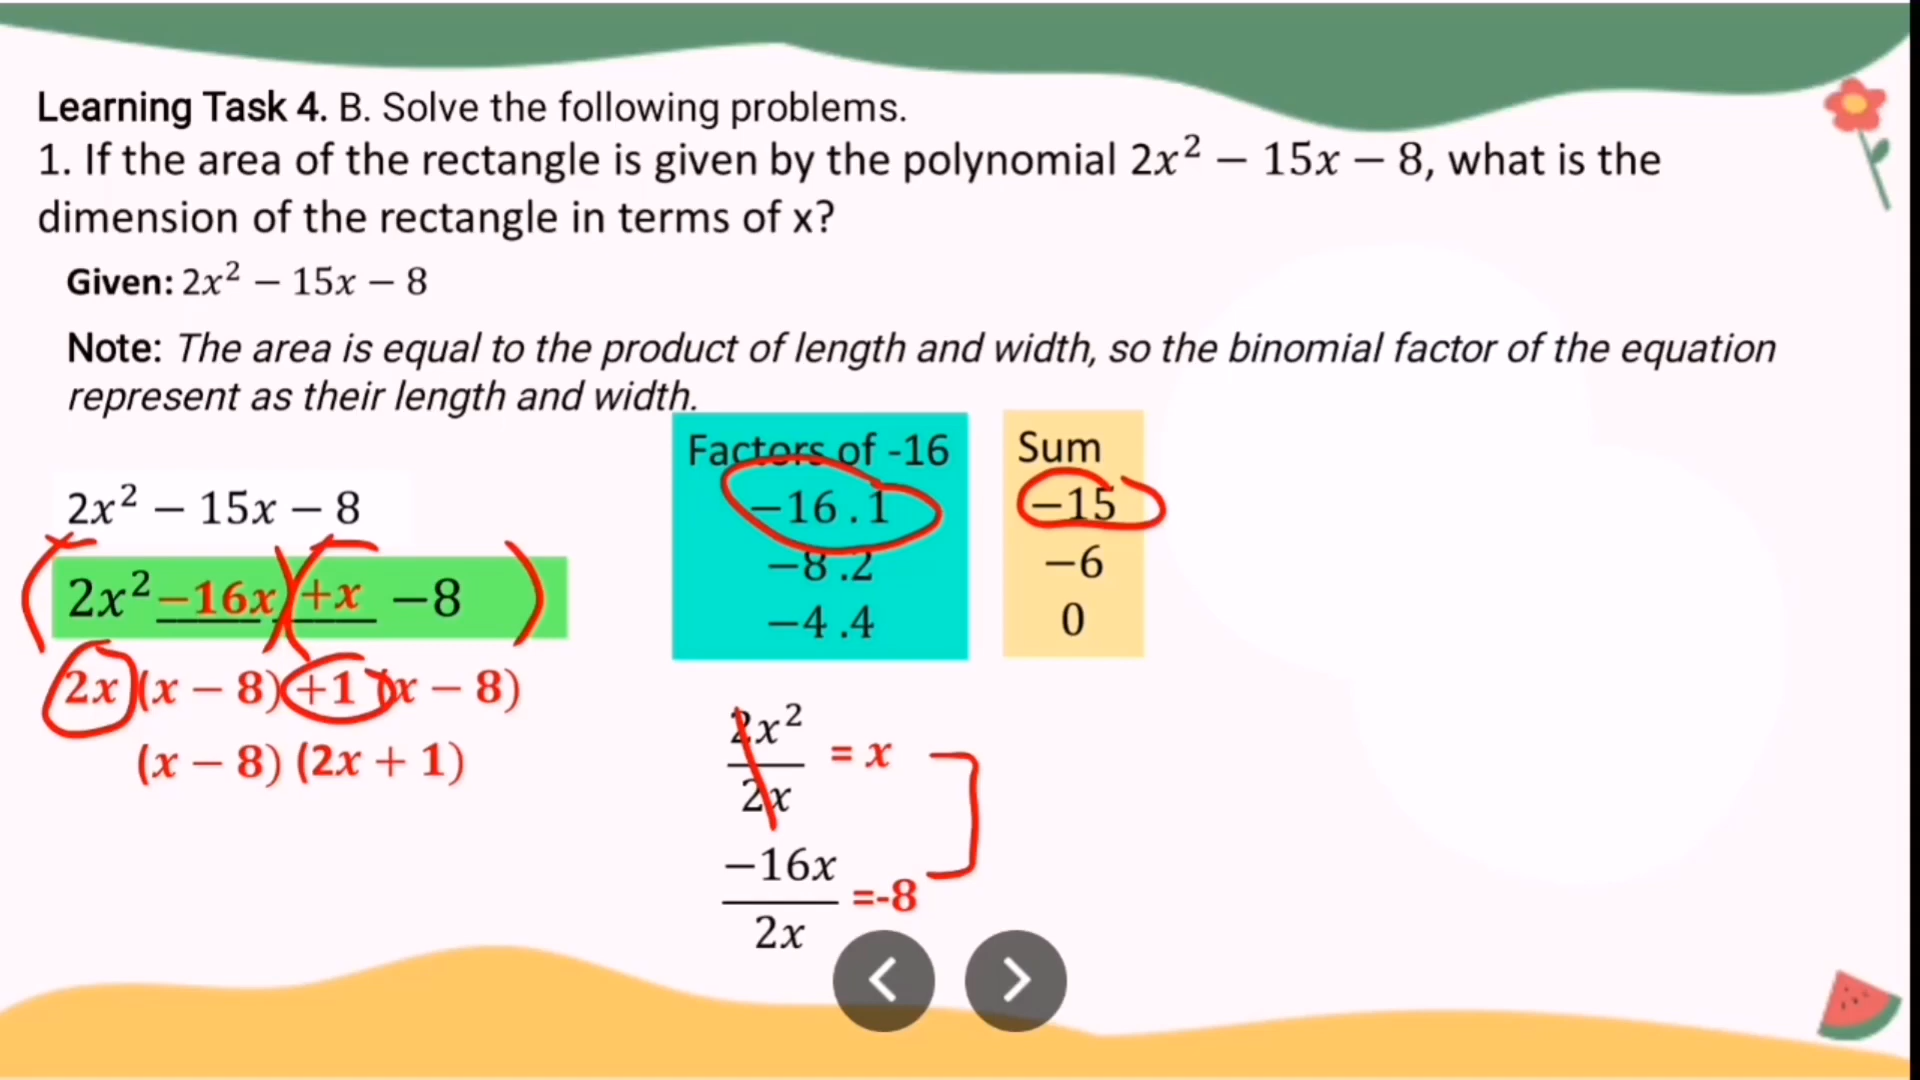 Learning Task 4. B. Solve the following problems.
1. If the area of the rectangle is given by the polynomial 2x² − 15x − 8, what is the
dimension of the rectangle in terms of x?
Given: 2x² − 15x − 8
Note: The area is equal to the product of length and width, so the binomial factor of the equation
represent as their length and width.
2x² − 15x − 8
2x² −16x +x −8
2x (x − 8) +1 (x − 8)
(x − 8) (2x + 1)
Factors of -16
−16 . 1
−8 .2
−4 .4
Sum
−15
−6
0
2x²
2x
= x
−16x
2x
=-8